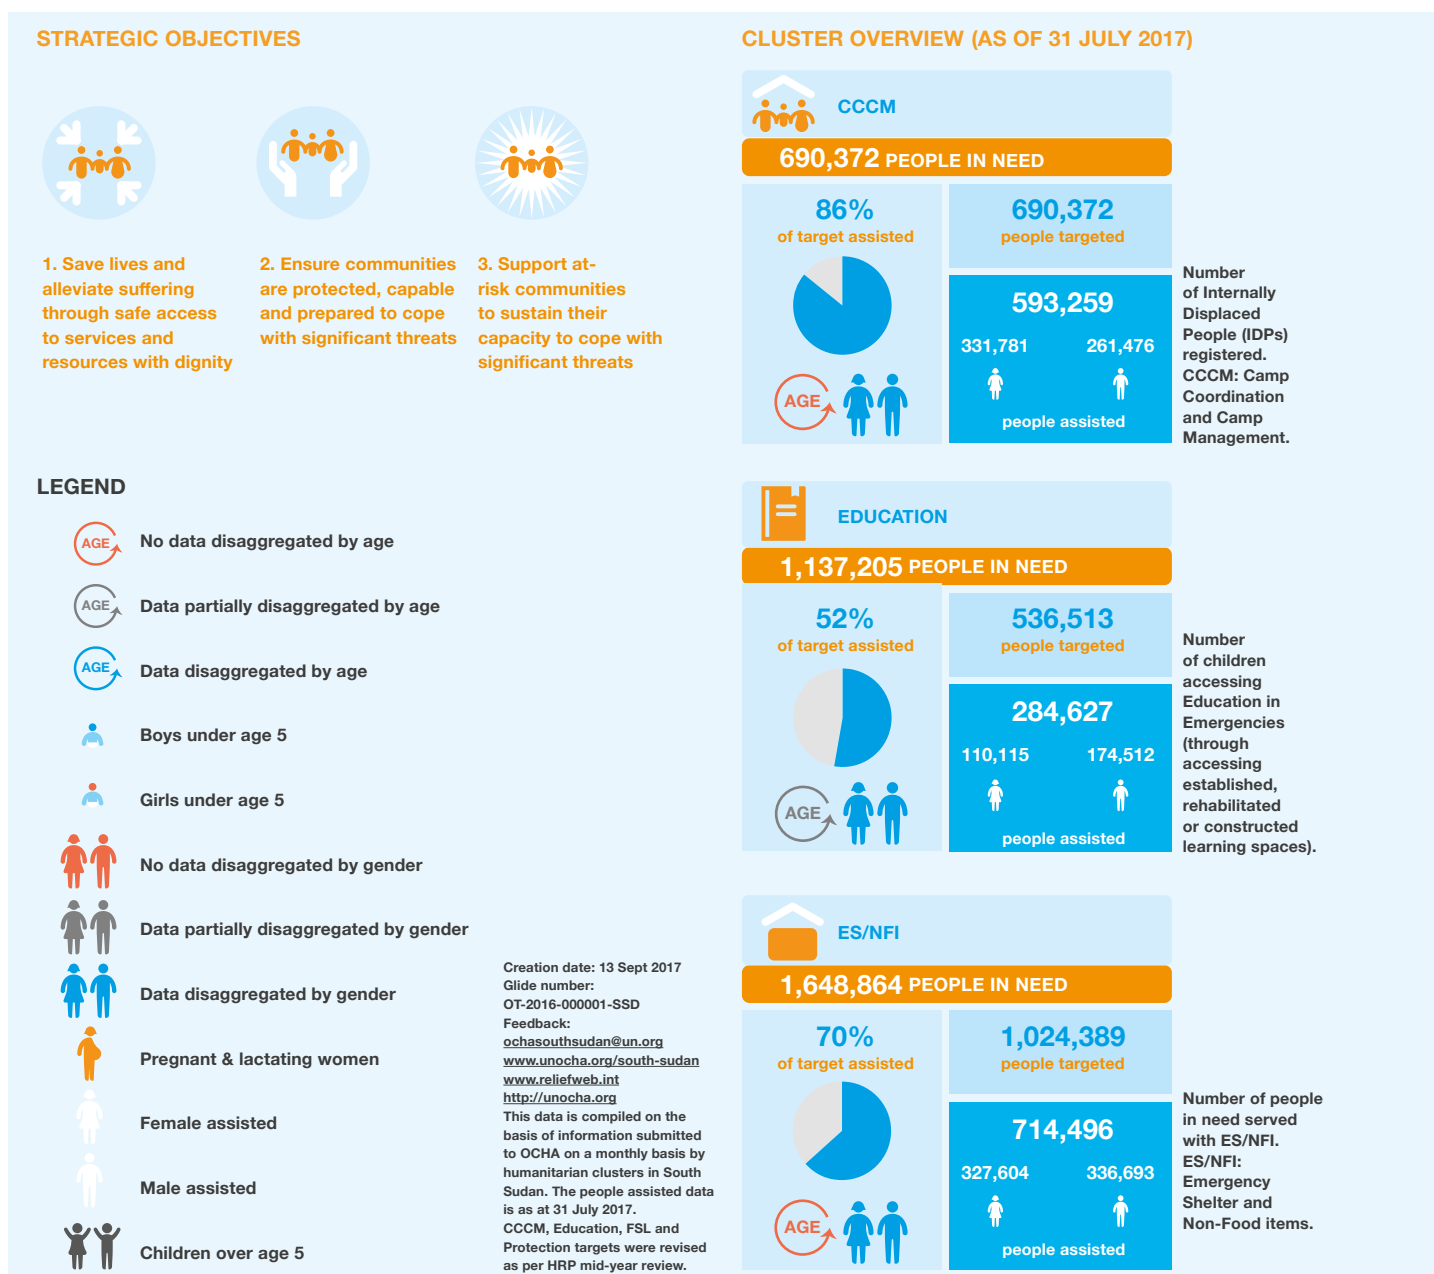 STRATEGIC OBJECTIVES
1. Save lives and
alleviate suffering
through safe access
to services and
resources with dignity
2. Ensure communities
are protected, capable
and prepared to cope
with significant threats
3. Support at-
risk communities
to sustain their
capacity to cope with
significant threats
LEGEND
AGE
No data disaggregated by age
AGE
Data partially disaggregated by age
AGE
Data disaggregated by age
Boys under age 5
Girls under age 5
No data disaggregated by gender
Data partially disaggregated by gender
Data disaggregated by gender
Pregnant & lactating women
Female assisted
Male assisted
Children over age 5
Creation date: 13 Sept 2017
Glide number:
OT-2016-000001-SSD
Feedback:
ochasouthsudan@un.org
www.unocha.org/south-sudan
www.reliefweb.int
http://unocha.org
This data is compiled on the
basis of information submitted
to OCHA on a monthly basis by
humanitarian clusters in South
Sudan. The people assisted data
is as at 31 July 2017.
CCCM, Education, FSL and
Protection targets were revised
as per HRP mid-year review.
CLUSTER OVERVIEW (AS OF 31 JULY 2017)
CCCM
690,372 PEOPLE IN NEED
86%
of target assisted
AGE
690,372
people targeted
593,259
331,781 261,476
people assisted
Number
of Internally
Displaced
People (IDPs)
registered.
CCCM: Camp
Coordination
and Camp
Management.
EDUCATION
1,137,205 PEOPLE IN NEED
52%
of target assisted
AGE
536,513
people targeted
284,627
110,115 174,512
people assisted
Number
of children
accessing
Education in
Emergencies
(through
accessing
established,
rehabilitated
or constructed
learning spaces).
ES/NFI
1,648,864 PEOPLE IN NEED
70%
of target assisted
AGE
1,024,389
people targeted
714,496
327,604 336,693
people assisted
Number of people
in need served
with ES/NFI.
ES/NFI:
Emergency
Shelter and
Non-Food items.